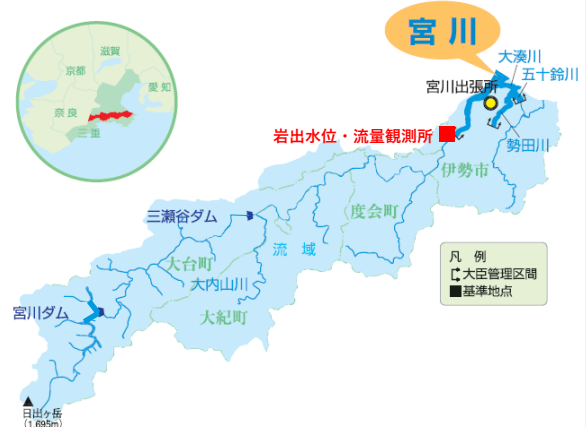 宮川
滋賀
京都
愛知
奈良
三重
大湊川
五十鈴川
宮川出張所
勢田川
岩出水位・流量観測所
伊勢市
三瀬谷ダム
度会町
流域
大台町
大内山川
宮川ダム
大紀町
凡例
大臣管理区間
基準地点
日出ヶ岳
(1,695m)